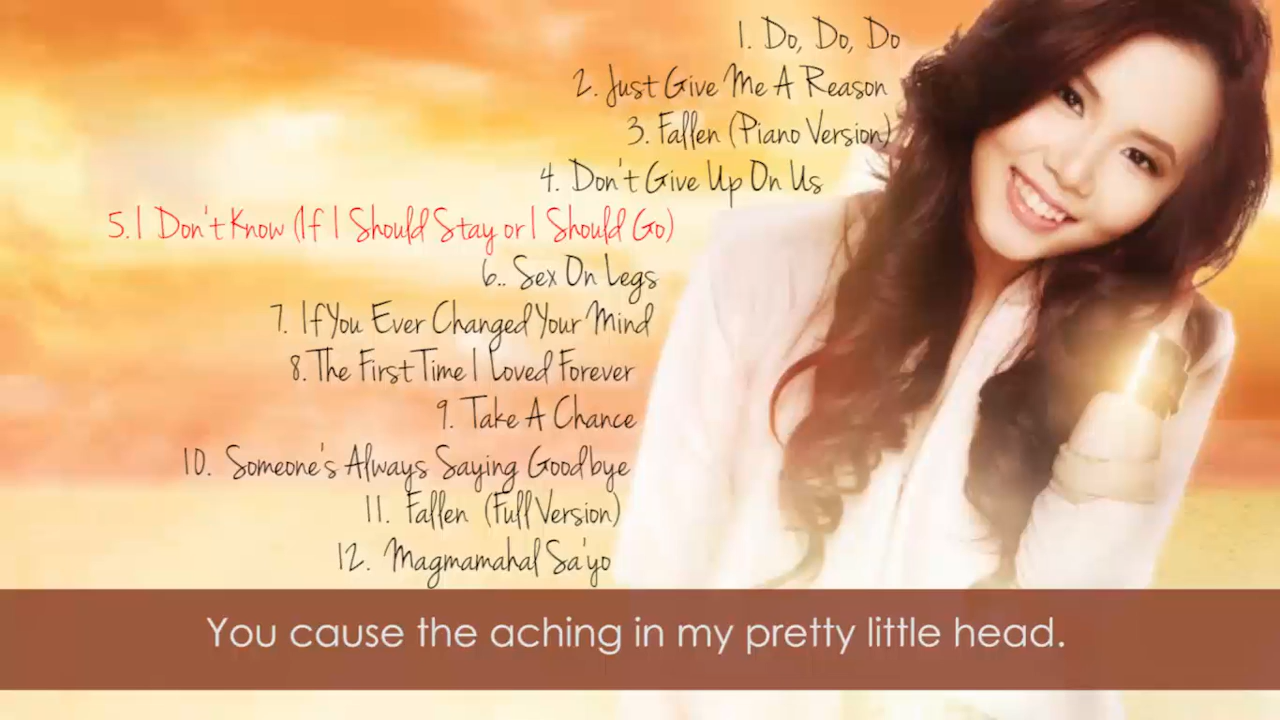 1. Do, Do, Do
2. Just Give Me A Reason
3. Fallen (Piano Version)
4. Don't Give Up On Us
5. I Don't Know (If I Should Stay or I Should Go)
6.. Sex On Legs
7. If You Ever Changed Your Mind
8. The First Time I Loved Forever
9. Take A Chance
10. Someone's Always Saying Goodbye
11. Fallen (Full Version)
12. Magmamahal Sa'yo
You cause the aching in my pretty little head.